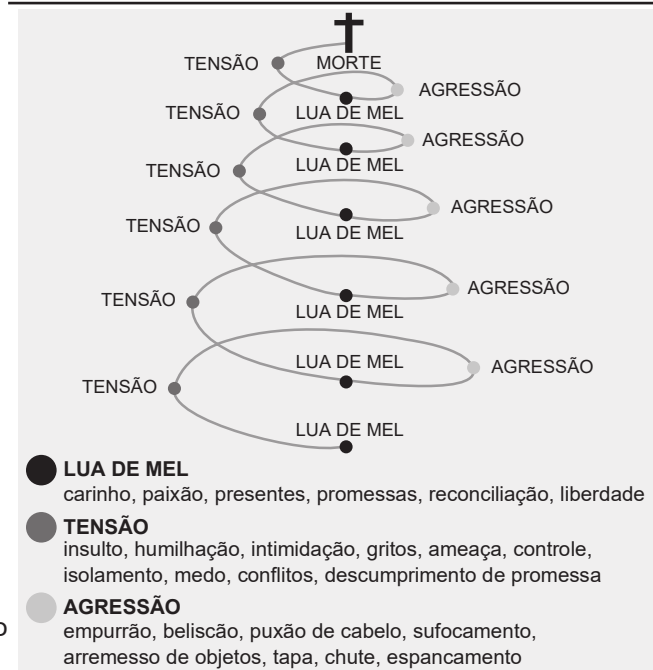 TENSÃO
MORTE
AGRESSÃO
TENSÃO
LUA DE MEL
AGRESSÃO
TENSÃO
LUA DE MEL
AGRESSÃO
TENSÃO
LUA DE MEL
AGRESSÃO
TENSÃO
LUA DE MEL
LUA DE MEL
AGRESSÃO
TENSÃO
LUA DE MEL
LUA DE MEL
carinho, paixão, presentes, promessas, reconciliação, liberdade
TENSÃO
insulto, humilhação, intimidação, gritos, ameaça, controle,
isolamento, medo, conflitos, descumprimento de promessa
AGRESSÃO
empurrão, beliscão, puxão de cabelo, sufocamento,
arremesso de objetos, tapa, chute, espancamento